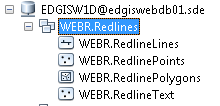 EDGISW1D@edgiswebdb01.sde
WEBR.Redlines
WEBR.RedlineLines
WEBR.RedlinePoints
WEBR.RedlinePolygons
WEBR.RedlineText